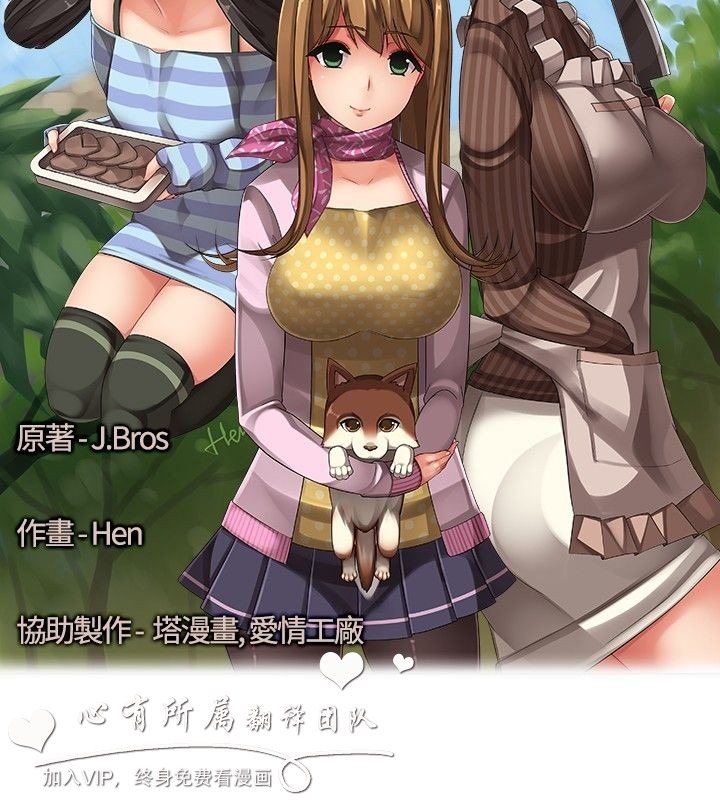 原著 - J.Bros
Hen
作畫 - Hen
協助製作 - 塔漫畫, 愛情工廠
心有所属翻译团队
加入VIP，终身免费看漫画